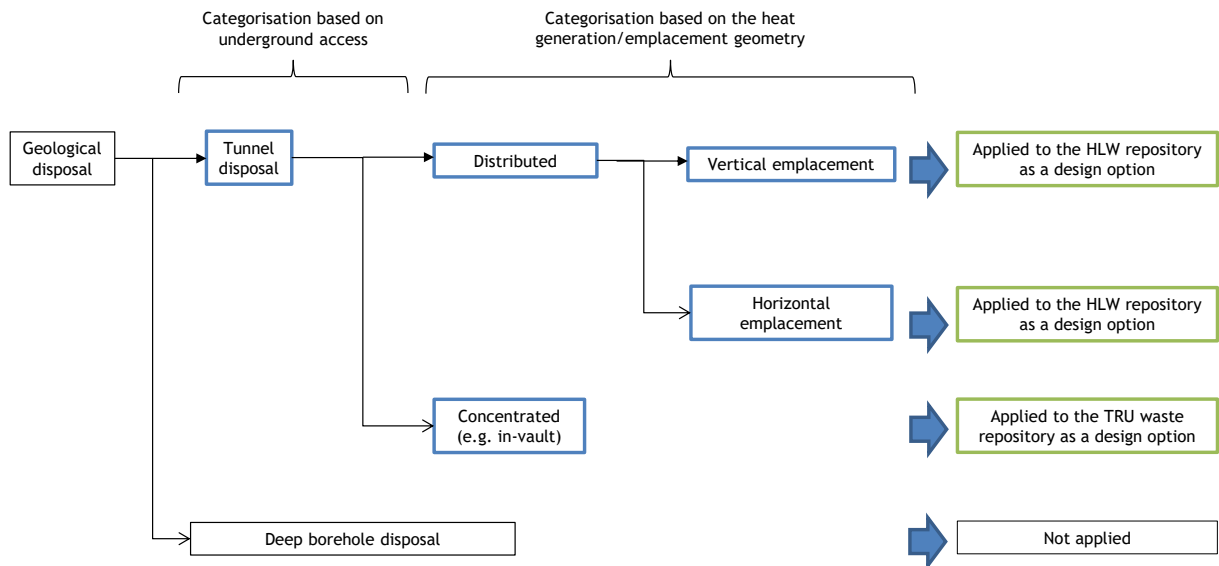 Categorisation based on
underground access
Categorisation based on the heat
generation/emplacement geometry
Geological
disposal
Tunnel
disposal
Distributed
Vertical emplacement
Applied to the HLW repository
as a design option
Horizontal
emplacement
Applied to the HLW repository
as a design option
Concentrated
(e.g. in-vault)
Applied to the TRU waste
repository as a design option
Deep borehole disposal
Not applied